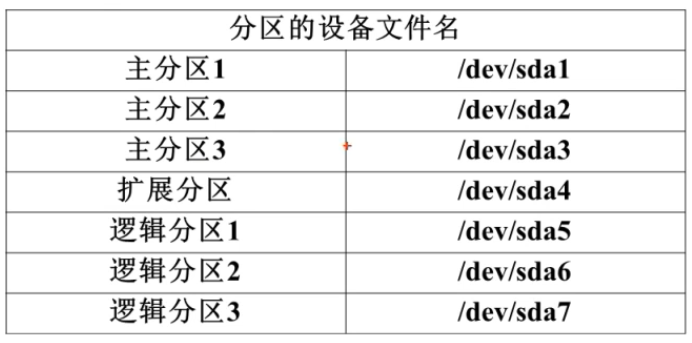 分区的设备文件名
主分区1 /dev/sda1
主分区2 /dev/sda2
主分区3 /dev/sda3
扩展分区 /dev/sda4
逻辑分区1 /dev/sda5
逻辑分区2 /dev/sda6
逻辑分区3 /dev/sda7